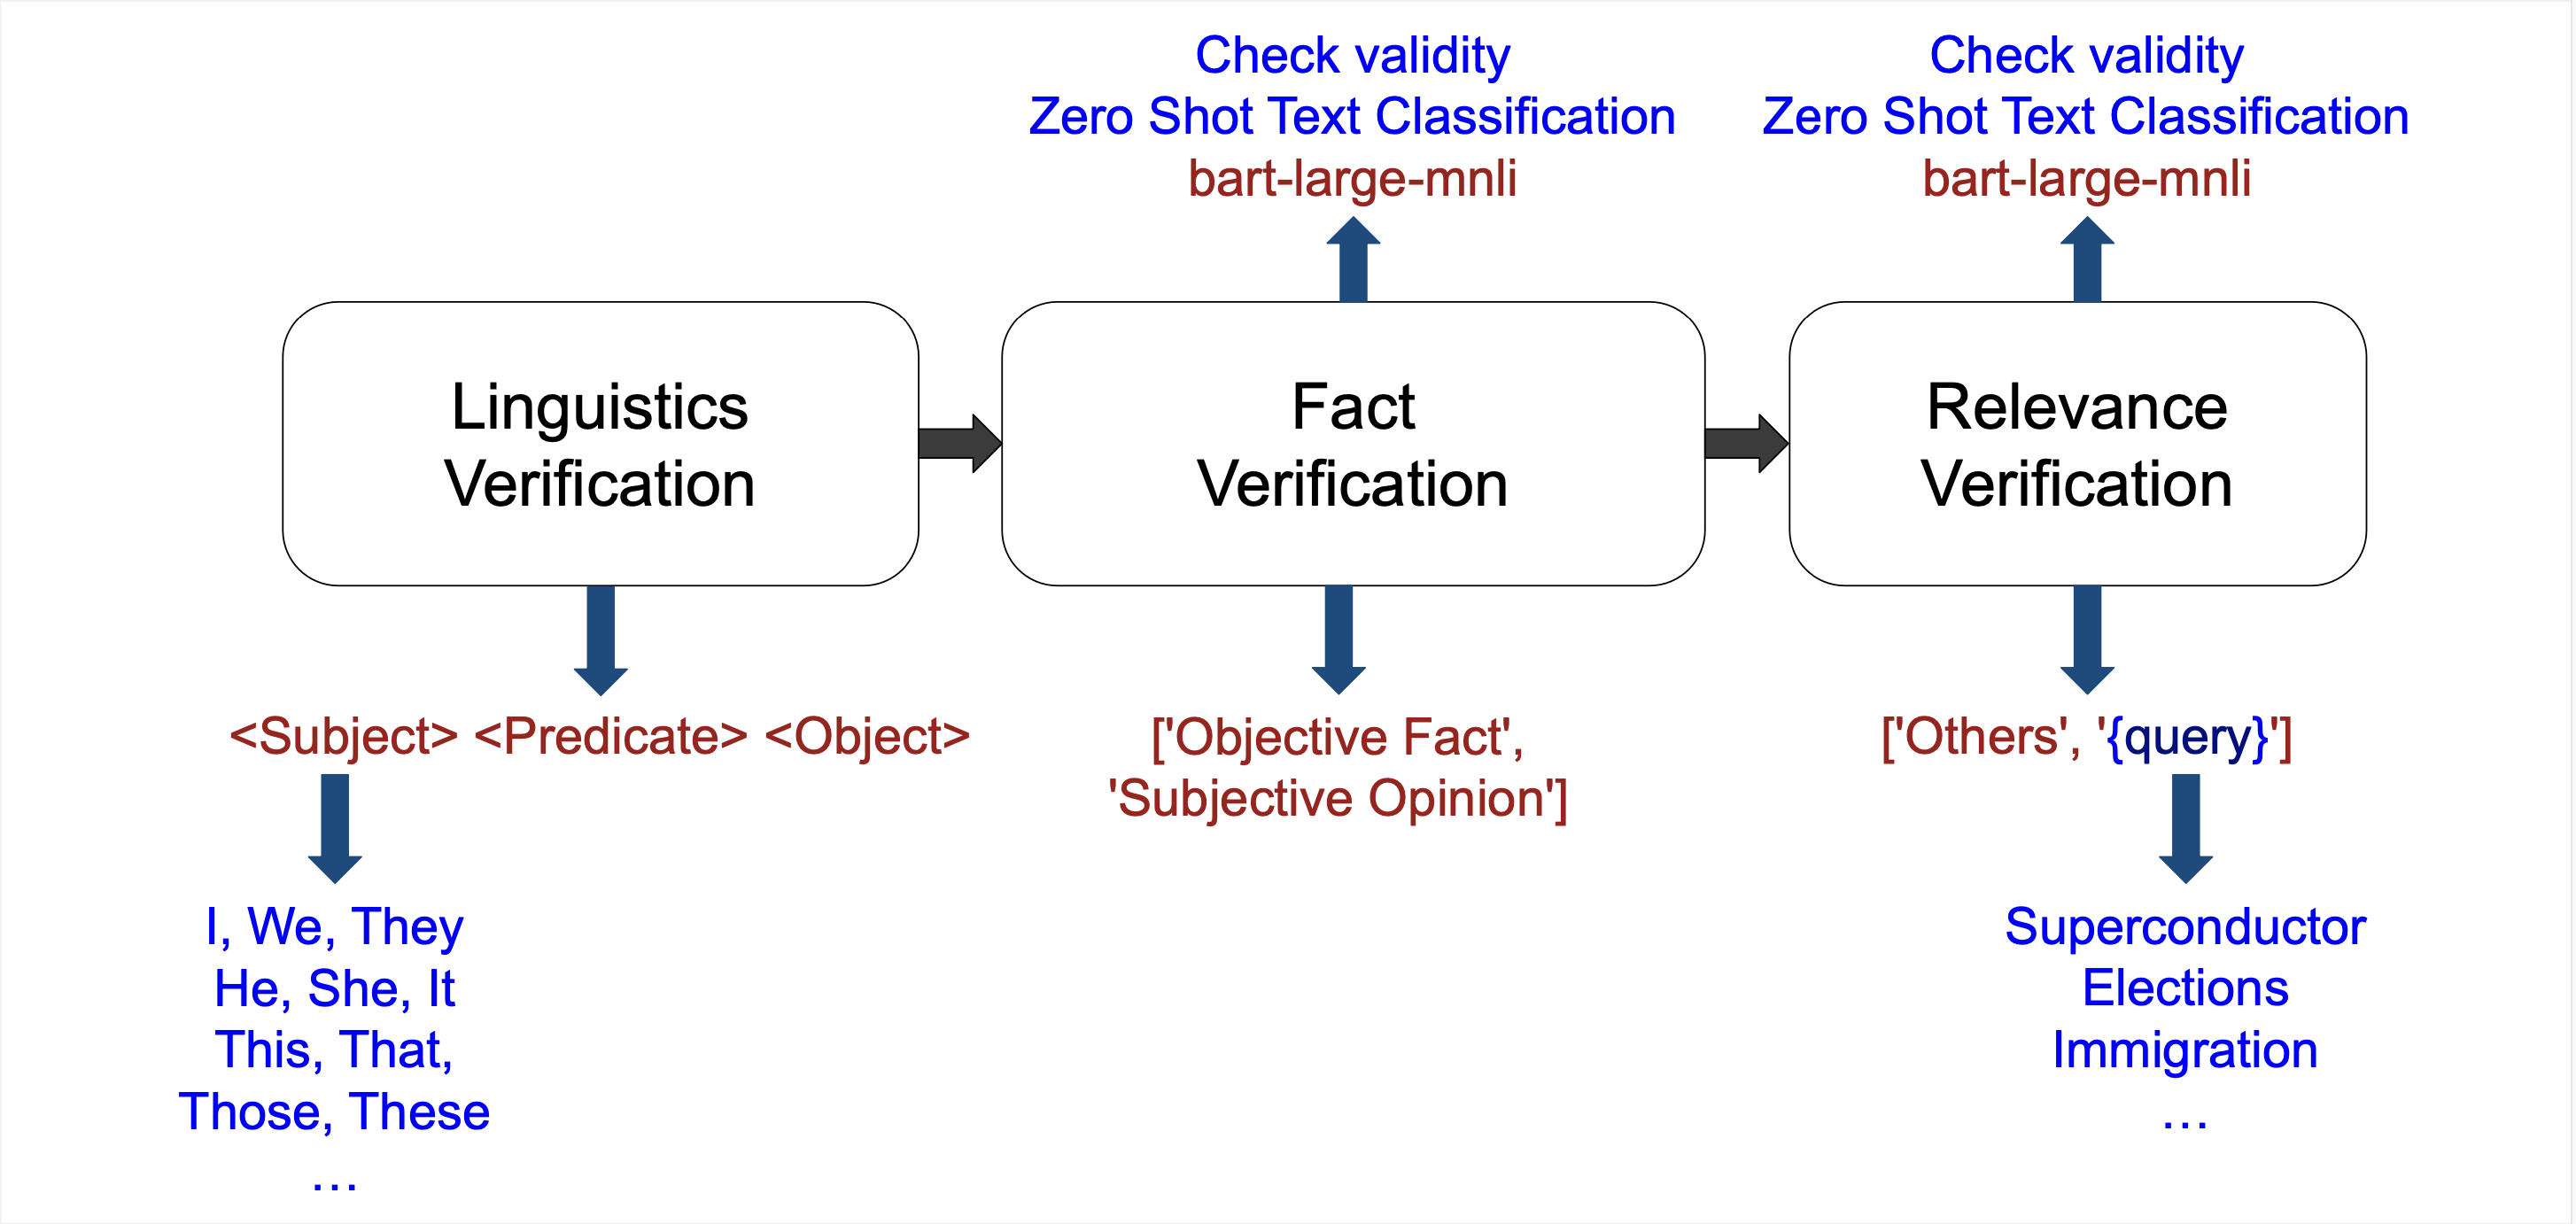 Check validity
Zero Shot Text Classification
bart-large-mnli
Check validity
Zero Shot Text Classification
bart-large-mnli
Linguistics
Verification
Fact
Verification
Relevance
Verification
<Subject> <Predicate> <Object>
['Objective Fact',
'Subjective Opinion']
['Others', '{query}']
I, We, They
He, She, It
This, That,
Those, These
...
Superconductor
Elections
Immigration
...